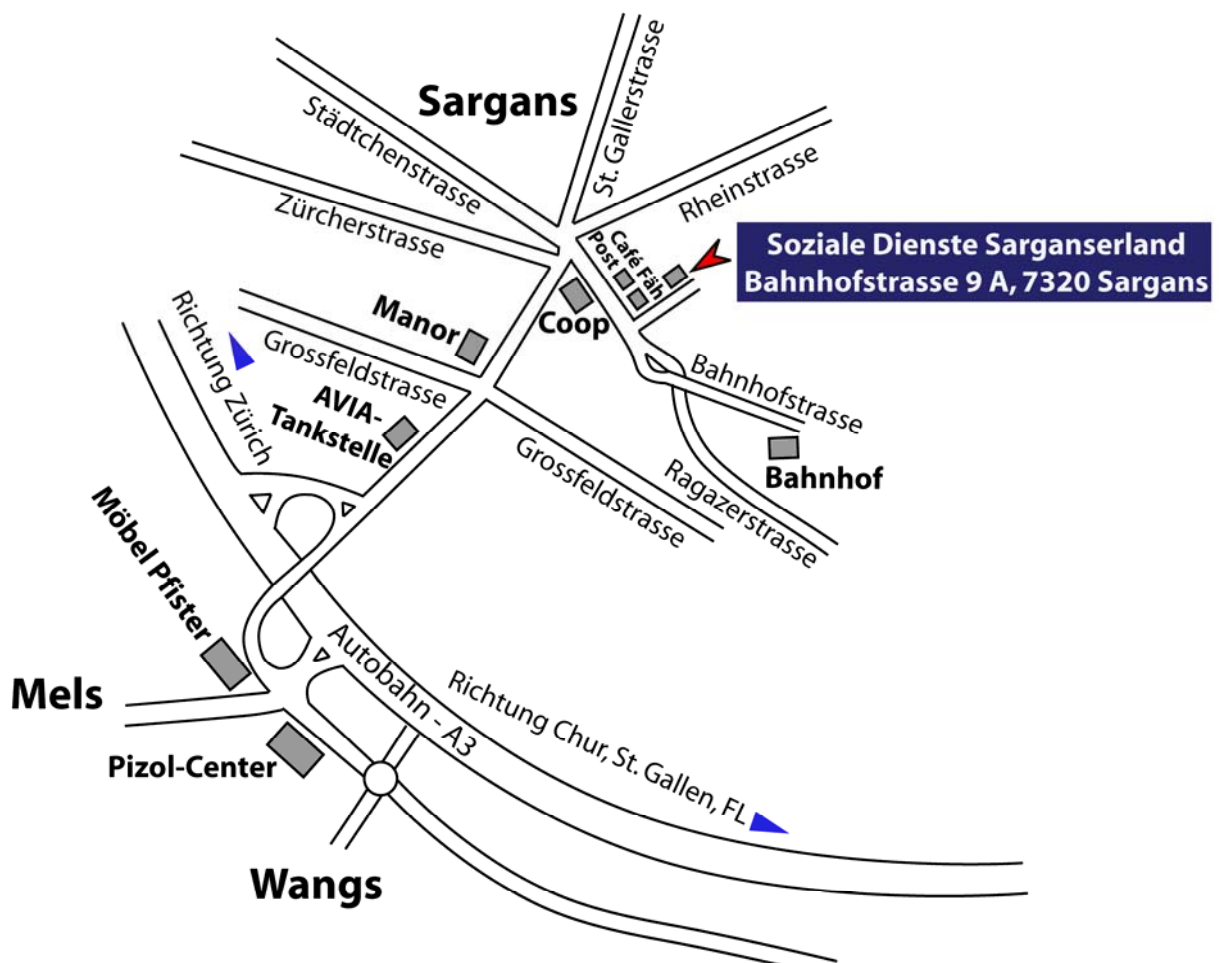 Sargans
St. Gallerstrasse
Städtchenstrasse
Rheinstrasse
Zürcherstrasse
Soziale Dienste Sarganserland
Bahnhofstrasse 9 A, 7320 Sargans
Café Fäh
Post
Coop
Manor
Richtung Zürich
Grossfeldstrasse
AVIA-
Tankstelle
Bahnhofstrasse
Grossfeldstrasse
Ragazerstrasse
Bahnhof
Möbel Pfister
Mels
Autobahn - A3
Richtung Chur, St. Gallen, FL
Pizol-Center
Wangs